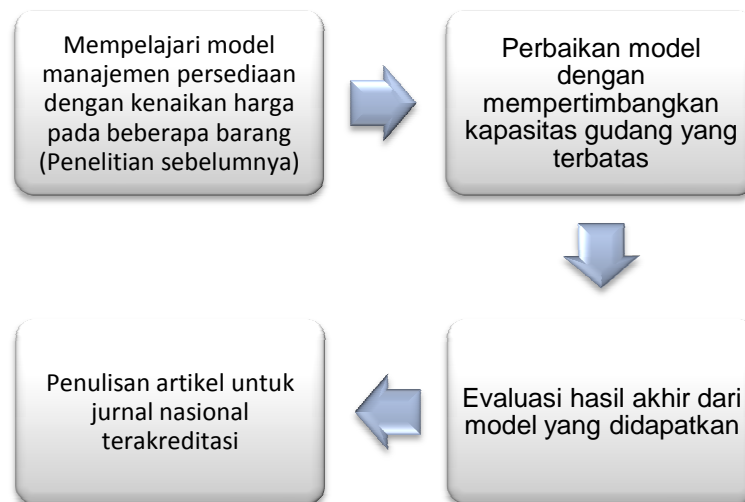 Mempelajari model
manajemen persediaan
dengan kenaikan harga
pada beberapa barang
(Penelitian sebelumnya)
Perbaikan model
dengan
mempertimbangkan
kapasitas gudang yang
terbatas
Evaluasi hasil akhir dari
model yang didapatkan
Penulisan artikel untuk
jurnal nasional
terakreditasi